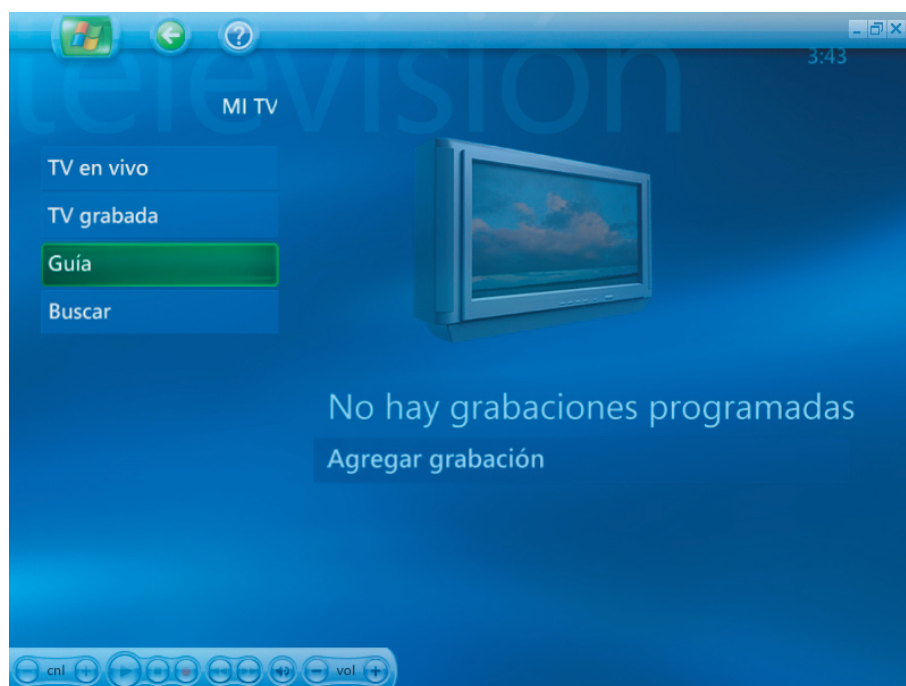 televisión
3:43
MI TV
TV en vivo
TV grabada
Guía
Buscar
No hay grabaciones programadas
Agregar grabación
cnl
vol